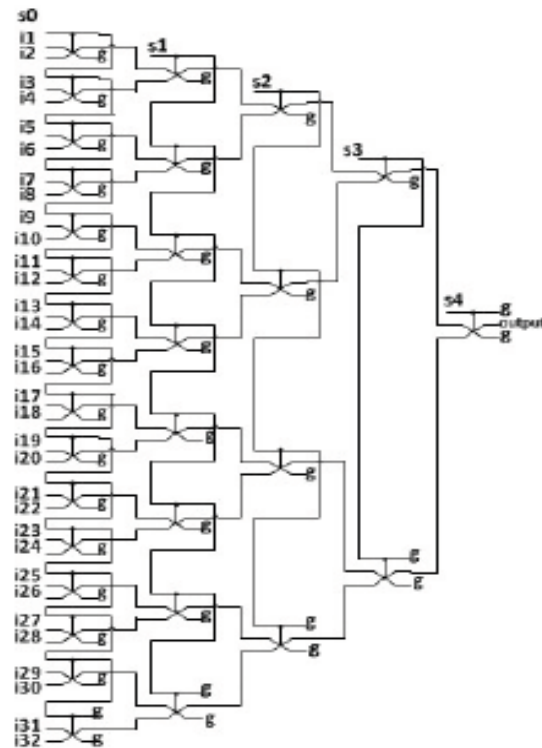 s0
i1
i2
g
s1
i3
i4
g
g
s2
i5
i6
g
g
i7
i8
g
g
s3
g
i9
i10
g
g
i11
i12
g
g
i13
i14
g
g
s4
g
output
g
i15
i16
g
i17
i18
g
g
i19
i20
g
g
i21
i22
g
g
i23
i24
g
g
g
i25
i26
g
g
i27
i28
g
g
g
i29
i30
g
g
i31
g
g
i32
g